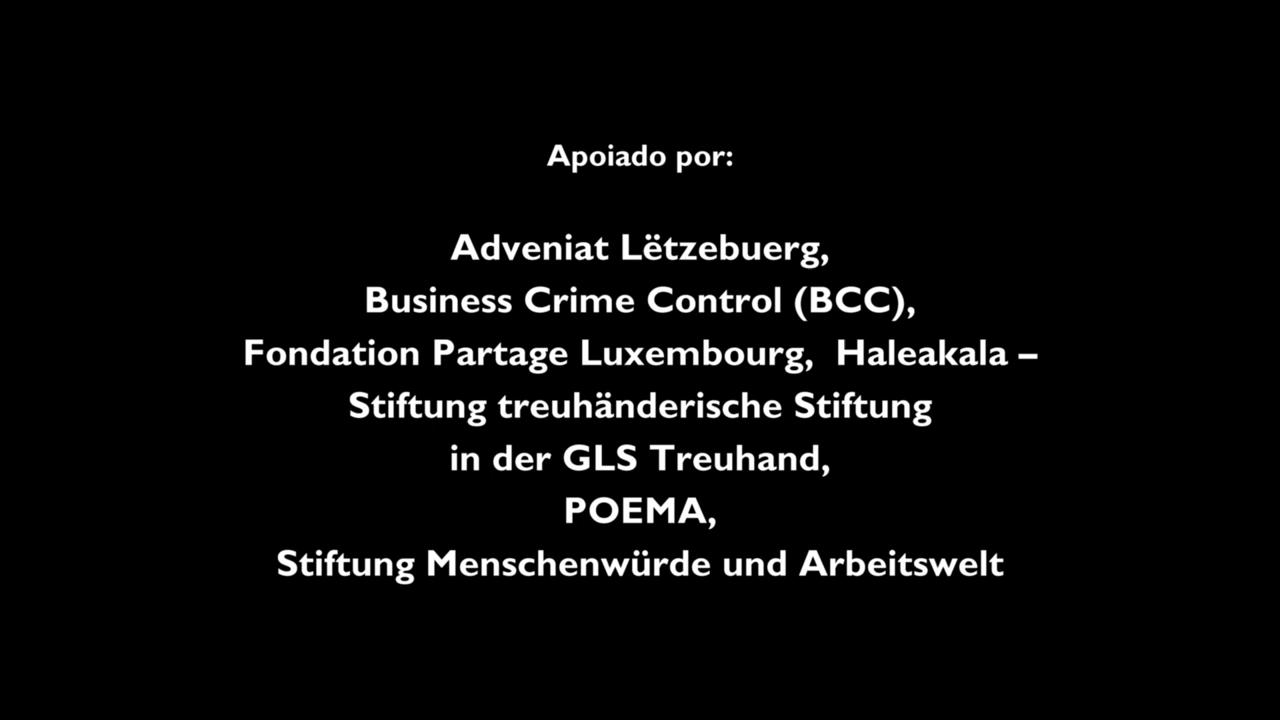 Apoiado por:
Adveniat Lëtzebuerg,
Business Crime Control (BCC),
Fondation Partage Luxembourg, Haleakala –
Stiftung treuhänderische Stiftung
in der GLS Treuhand,
POEMA,
Stiftung Menschenwürde und Arbeitswelt